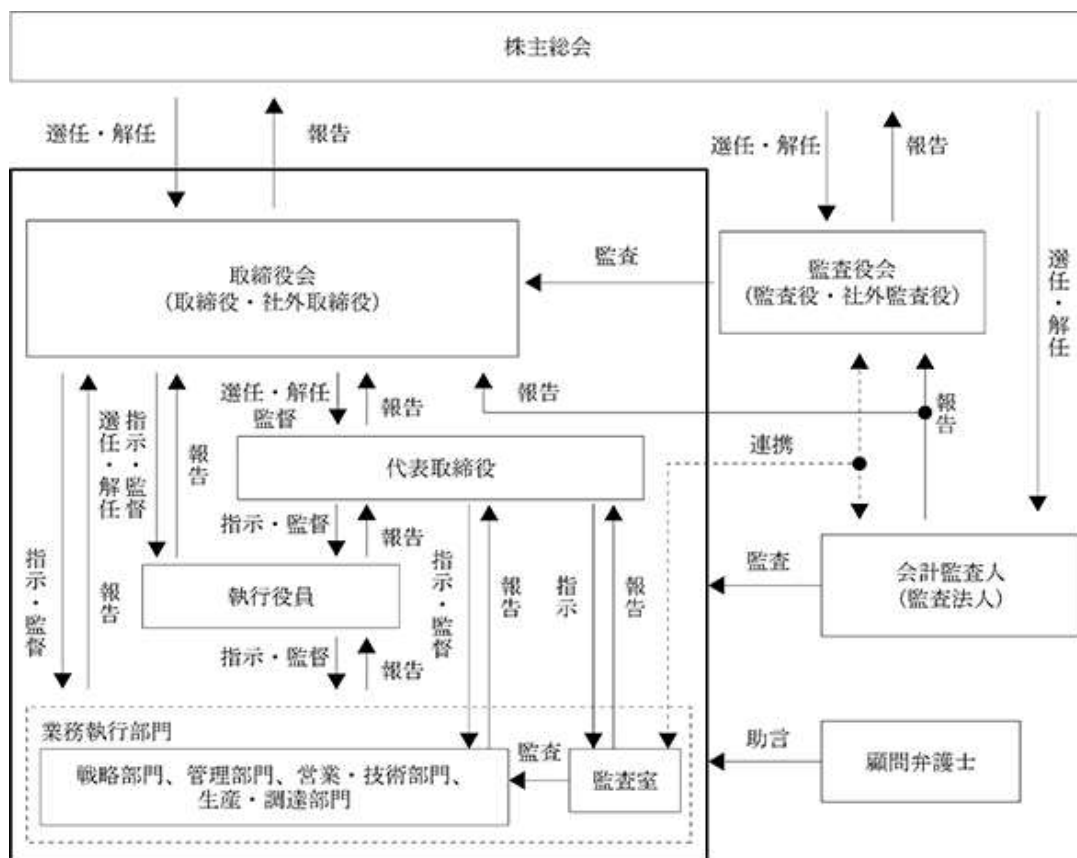 株主総会
選任・解任
報告
選任・解任
報告
選任・解任
取締役会
(取締役・社外取締役)
監査
監査役会
(監査役・社外監査役)
選任・解任
監督
報告
報告
報告
連携
指示・監督
報告
選任・解任
指示・監督
報告
代表取締役
指示・監督
報告
指示・監督
報告
指示
報告
執行役員
指示・監督
報告
監査
会計監査人
(監査法人)
業務執行部門
戦略部門、管理部門、営業・技術部門、
生産・調達部門
監査
監査室
助言
顧問弁護士